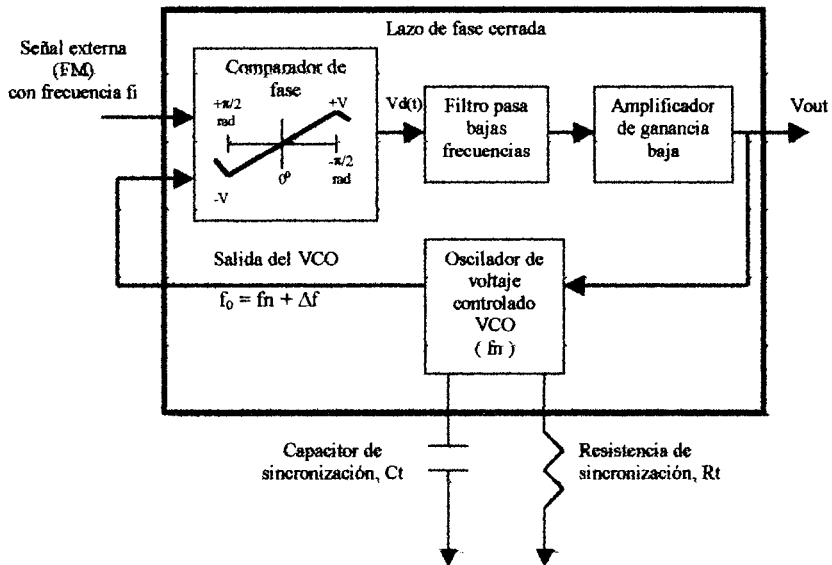 Lazo de fase cerrada
Señal externa
(FM)
con frecuencia fi
Comparador de
fase
+π/2
rad
+V
0º
-π/2
rad
-V
Vd(t)
Filtro pasa
bajas
frecuencias
Amplificador
de ganancia
baja
Vout
Salida del VCO
f₀ = fn + Δf
Oscilador de
voltaje
controlado
VCO
( fn )
Capacitor de
sincronización, Ct
Resistencia de
sincronización, Rt